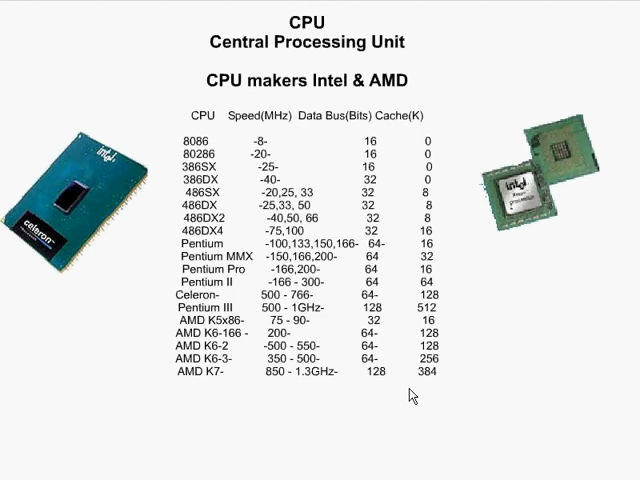 CPU
Central Processing Unit
CPU makers Intel & AMD
CPU Speed(MHz) Data Bus(Bits) Cache(K)
8086 -8- 16 0
80286 -20- 16 0
386SX -25- 16 0
386DX -40- 32 0
486SX -20,25, 33 32 8
486DX -25,33, 50 32 8
486DX2 -40,50, 66 32 8
486DX4 -75,100 32 16
Pentium -100,133,150,166- 64- 16
Pentium MMX -150,166,200- 64 32
Pentium Pro -166,200- 64 16
Pentium II -166 - 300- 64 64
Celeron- 500 - 766- 64- 128
Pentium III 500 - 1GHz- 128 512
AMD K5x86- 75 - 90- 32 16
AMD K6-166 - 200- 64- 128
AMD K6-2 -500 - 550- 64- 128
AMD K6-3- 350 - 500- 64- 256
AMD K7- 850 - 1.3GHz- 128 384
intel
celeron
intel